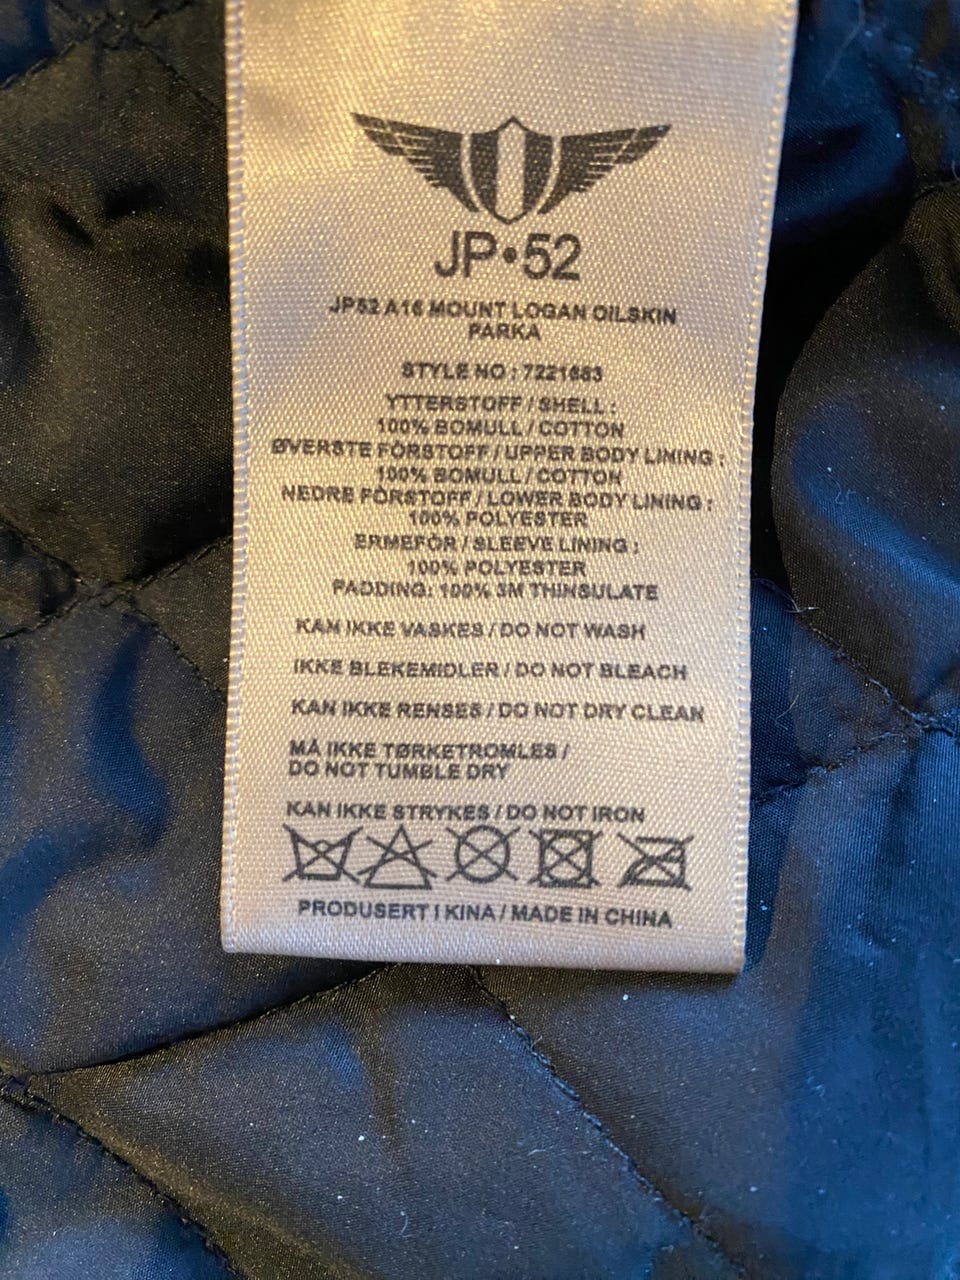 JP•52
JP52 A16 MOUNT LOGAN OILSKIN
PARKA
STYLE NO : 7221683
YTTERSTOFF / SHELL :
100% BOMULL / COTTON
ØVERSTE FÔRSTOFF / UPPER BODY LINING :
100% BOMULL / COTTON
NEDRE FÔRSTOFF / LOWER BODY LINING :
100% POLYESTER
ERMEFÔR / SLEEVE LINING :
100% POLYESTER
PADDING: 100% 3M THINSULATE
KAN IKKE VASKES / DO NOT WASH
IKKE BLEKEMIDLER / DO NOT BLEACH
KAN IKKE RENSES / DO NOT DRY CLEAN
MÅ IKKE TØRKETROMLES /
DO NOT TUMBLE DRY
KAN IKKE STRYKES / DO NOT IRON
PRODUSERT I KINA / MADE IN CHINA